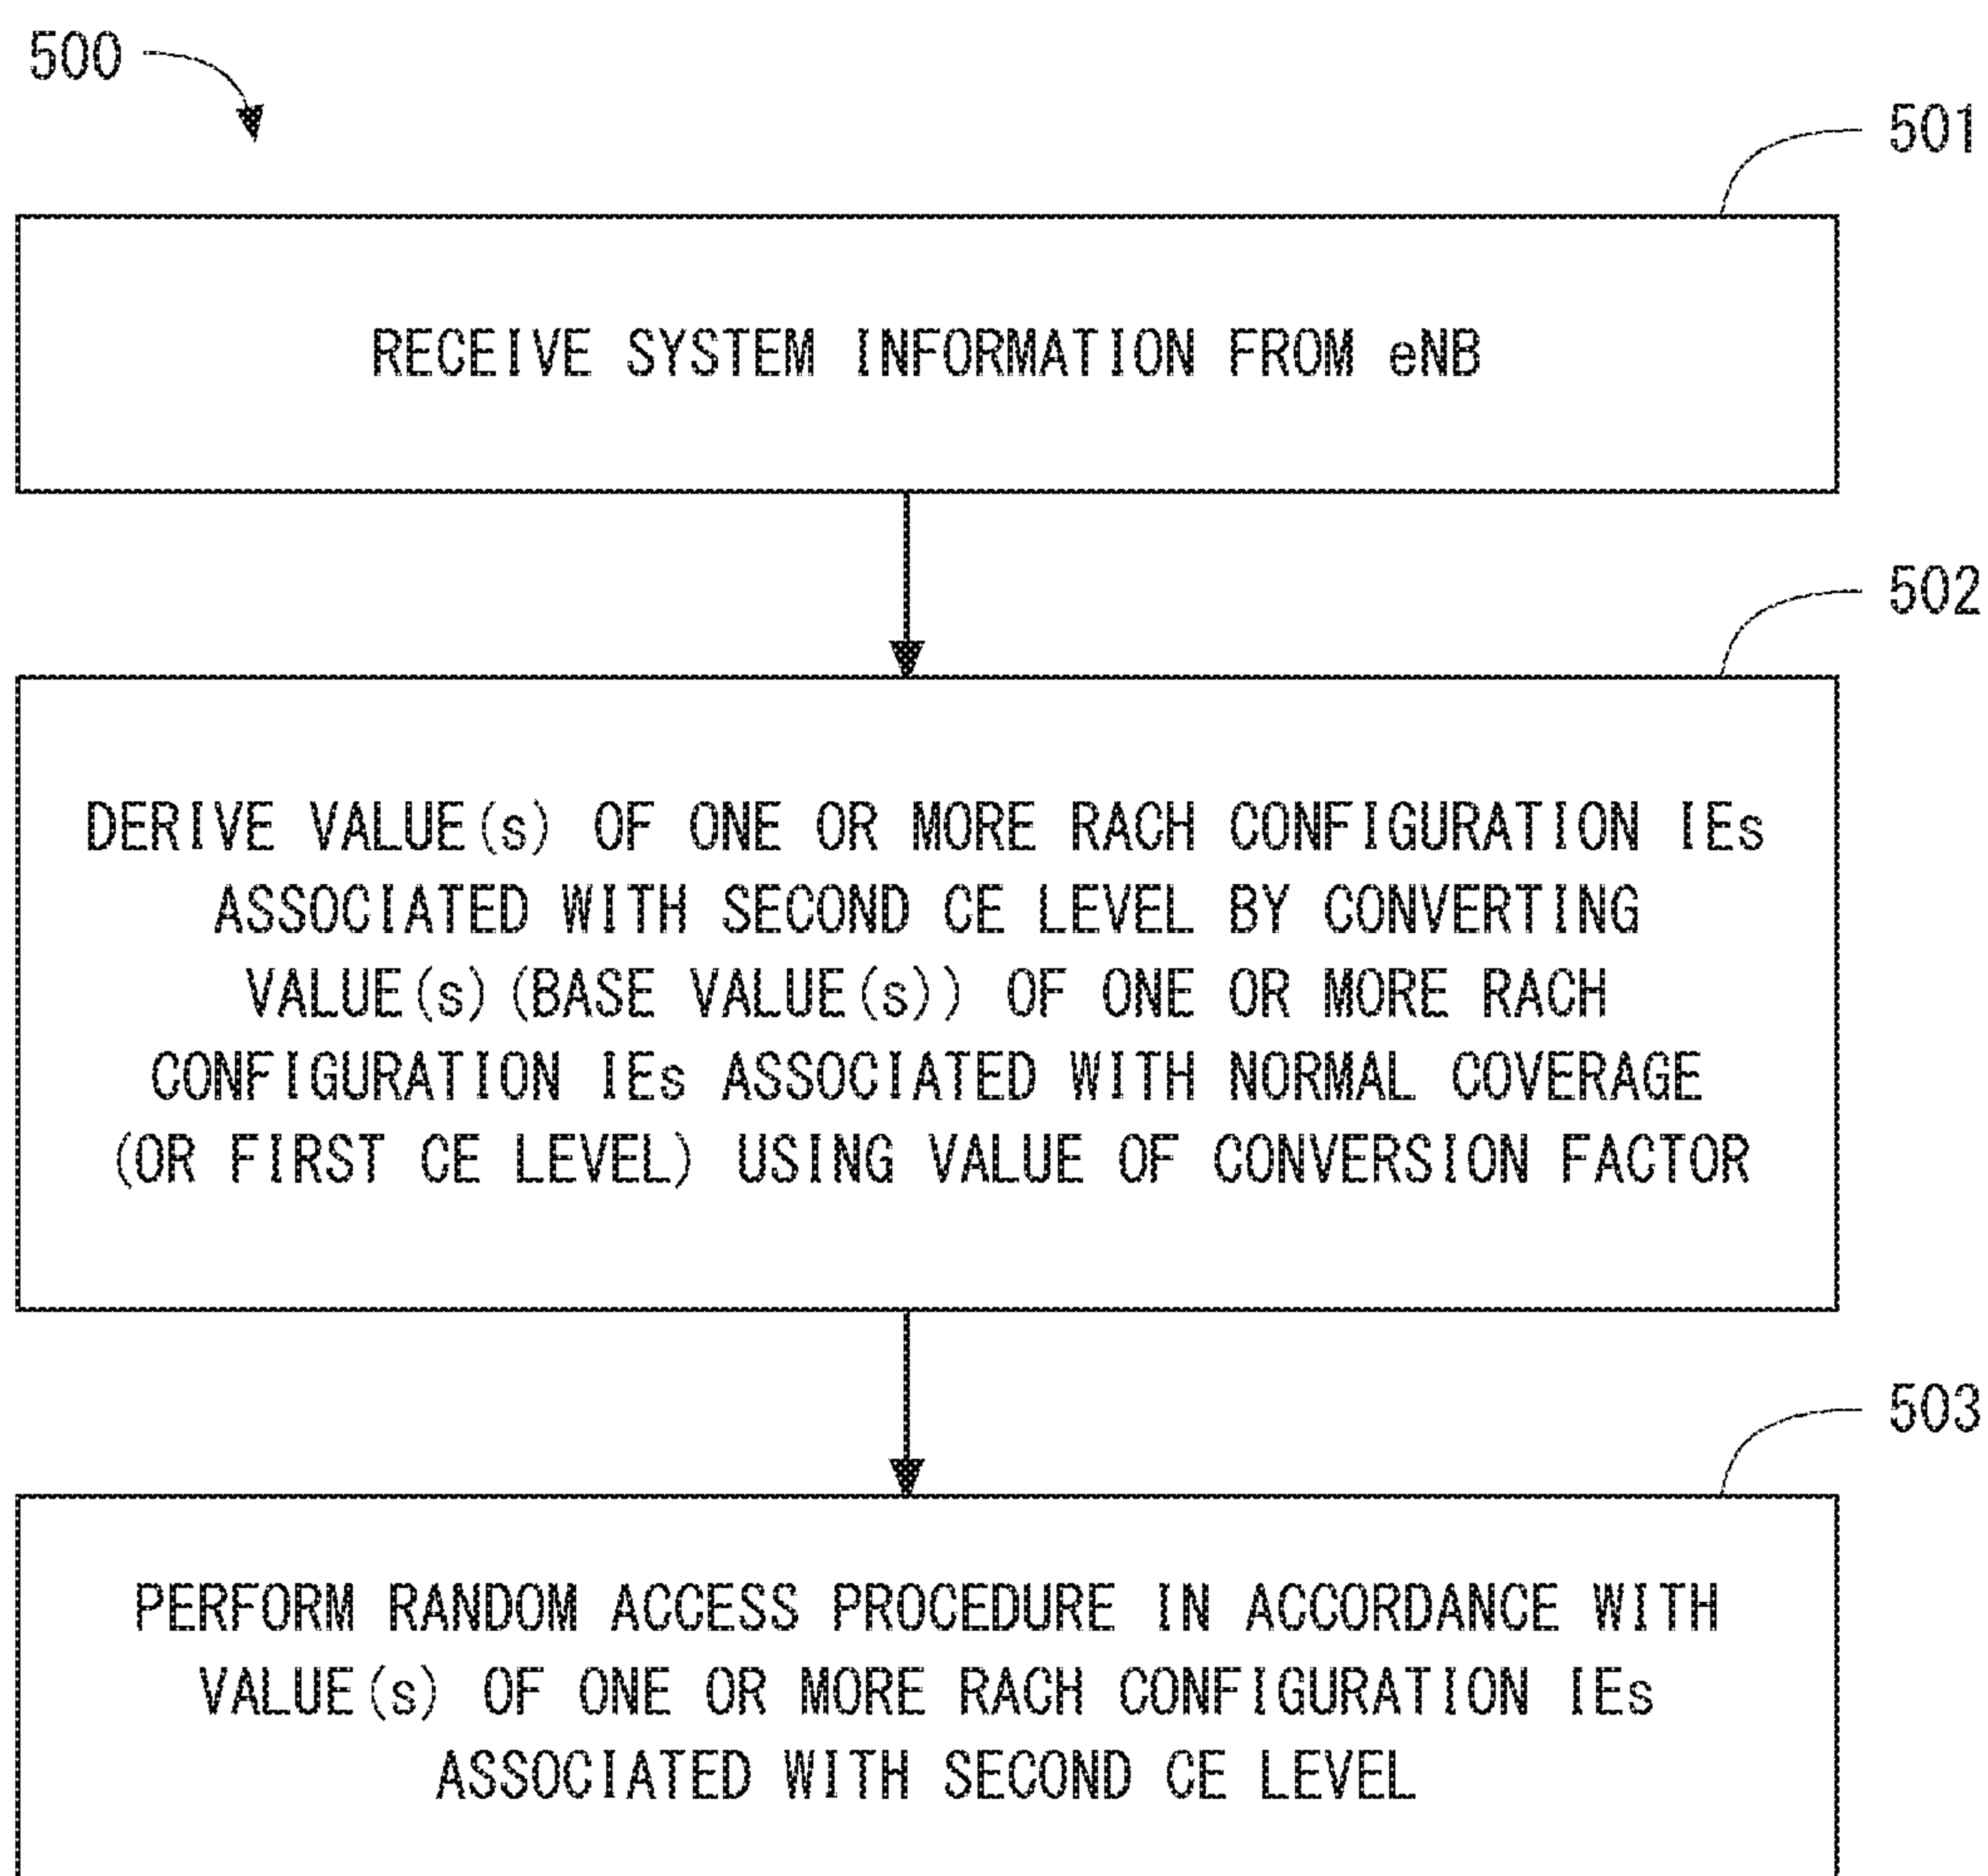 500
501
RECEIVE SYSTEM INFORMATION FROM eNB
502
DERIVE VALUE(s) OF ONE OR MORE RACH CONFIGURATION IEs
ASSOCIATED WITH SECOND CE LEVEL BY CONVERTING
VALUE(s)(BASE VALUE(s)) OF ONE OR MORE RACH
CONFIGURATION IEs ASSOCIATED WITH NORMAL COVERAGE
(OR FIRST CE LEVEL) USING VALUE OF CONVERSION FACTOR
503
PERFORM RANDOM ACCESS PROCEDURE IN ACCORDANCE WITH
VALUE(s) OF ONE OR MORE RACH CONFIGURATION IEs
ASSOCIATED WITH SECOND CE LEVEL